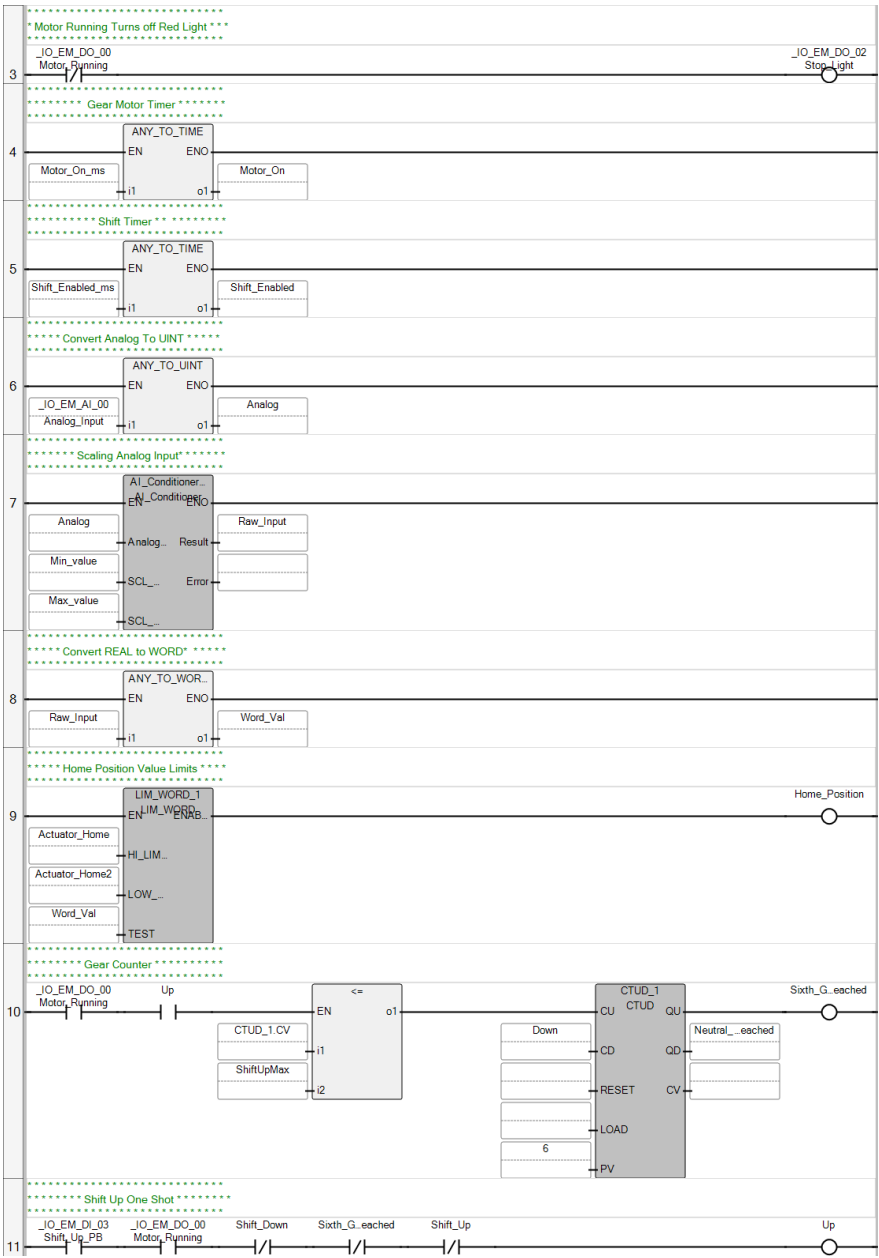 * * * * * * * * * * * * * * * * * * * * * * * * * * * *
* Motor Running Turns off Red Light * * *
* * * * * * * * * * * * * * * * * * * * * * * * * * * *
_IO_EM_DO_00 _IO_EM_DO_02
Motor_Running Stop_Light
3
* * * * * * * * * * * * * * * * * * * * * * * * * * * *
* * * * * * * * Gear Motor Timer * * * * * * *
* * * * * * * * * * * * * * * * * * * * * * * * * * * *
ANY_TO_TIME
4 EN ENO
Motor_On_ms Motor_On
i1 o1
* * * * * * * * * * * * * * * * * * * * * * * * * * * *
* * * * * * * * * * Shift Timer * * * * * * * * * *
* * * * * * * * * * * * * * * * * * * * * * * * * * * *
ANY_TO_TIME
5 EN ENO
Shift_Enabled_ms Shift_Enabled
i1 o1
* * * * * * * * * * * * * * * * * * * * * * * * * * * *
* * * * * Convert Analog To UINT * * * * *
* * * * * * * * * * * * * * * * * * * * * * * * * * * *
ANY_TO_UINT
6 EN ENO
_IO_EM_AI_00 Analog
Analog_Input i1 o1
* * * * * * * * * * * * * * * * * * * * * * * * * * * *
* * * * * * * Scaling Analog Input* * * * * * *
* * * * * * * * * * * * * * * * * * * * * * * * * * * *
AI_Conditioner...
AI_Conditioner
7 EN ENO
Analog Raw_Input
Analog... Result
Min_value
SCL_... Error
Max_value
SCL_...
* * * * * * * * * * * * * * * * * * * * * * * * * * * *
* * * * * Convert REAL to WORD* * * * * *
* * * * * * * * * * * * * * * * * * * * * * * * * * * *
ANY_TO_WOR...
8 EN ENO
Raw_Input Word_Val
i1 o1
* * * * * * * * * * * * * * * * * * * * * * * * * * * *
* * * * * Home Position Value Limits * * * *
* * * * * * * * * * * * * * * * * * * * * * * * * * * *
LIM_WORD_1 Home_Position
LIM_WORD
9 EN ENAB...
Actuator_Home
HI_LIM...
Actuator_Home2
LOW_...
Word_Val
TEST
* * * * * * * * * * * * * * * * * * * * * * * * * * * *
* * * * * * * * Gear Counter * * * * * * * * * *
* * * * * * * * * * * * * * * * * * * * * * * * * * * *
_IO_EM_DO_00 Up <= CTUD_1 Sixth_G...eached
Motor_Running CTUD
10 EN o1 CU QU
CTUD_1.CV Down Neutral_...eached
i1 CD QD
ShiftUpMax
i2 RESET CV
LOAD
6
PV
* * * * * * * * * * * * * * * * * * * * * * * * * * * *
* * * * * * * * Shift Up One Shot * * * * * * * *
* * * * * * * * * * * * * * * * * * * * * * * * * * * *
_IO_EM_DI_03 _IO_EM_DO_00 Shift_Down Sixth_G...eached Shift_Up Up
Shift_Up_PB Motor_Running
11